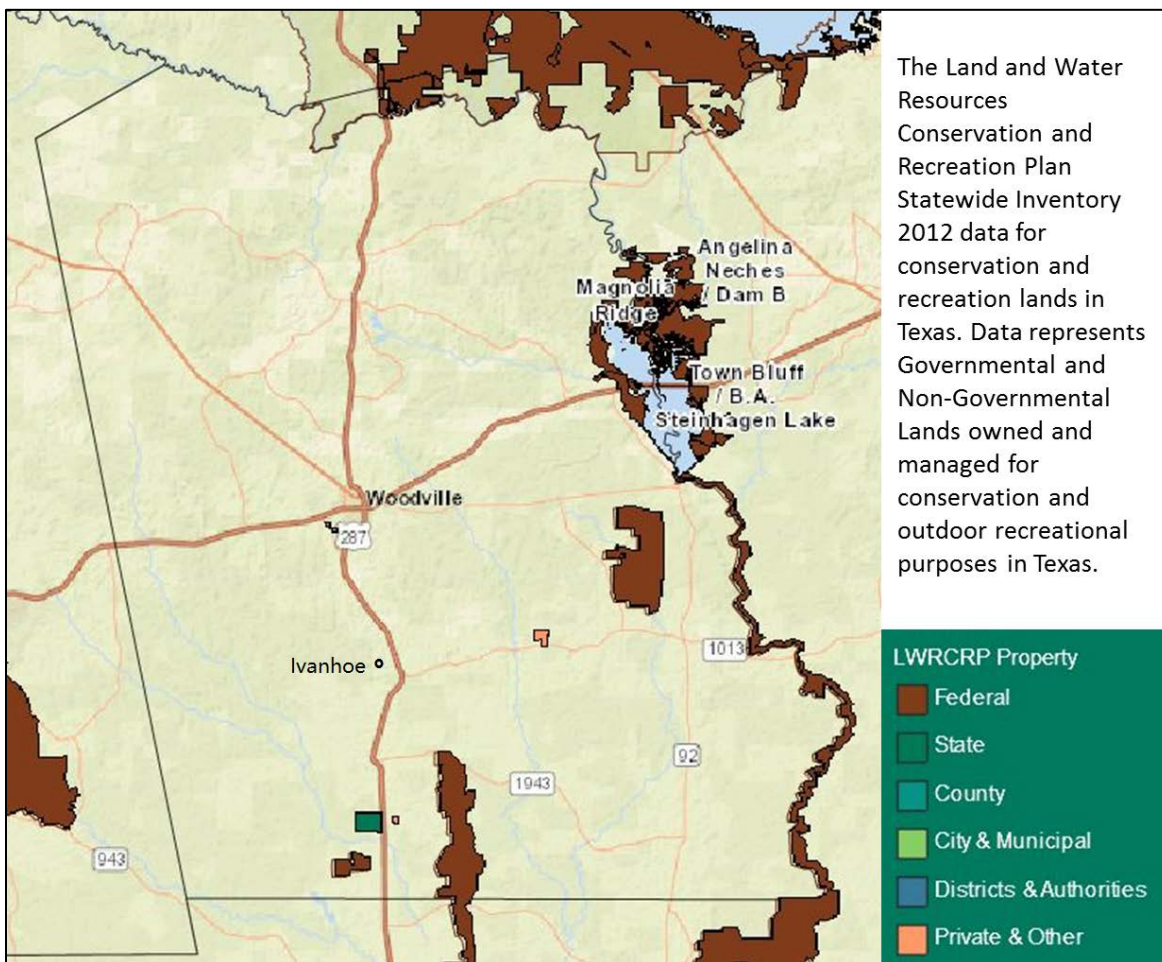 The Land and Water
Resources
Conservation and
Recreation Plan
Statewide Inventory
2012 data for
conservation and
recreation lands in
Texas. Data represents
Governmental and
Non-Governmental
Lands owned and
managed for
conservation and
outdoor recreational
purposes in Texas.
Angelina
Neches
/ Dam B
Magnolia
Ridge
Town Bluff
/ B.A.
Steinhagen Lake
Woodville
287
Ivanhoe
1013
92
1943
943
LWRCRP Property
Federal
State
County
City & Municipal
Districts & Authorities
Private & Other